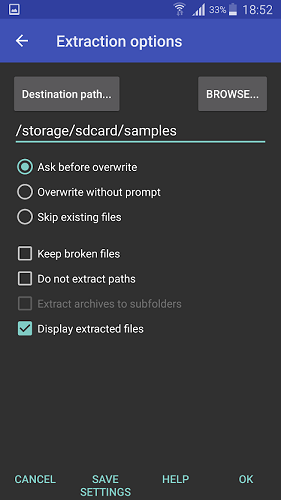 33% 18:52
Extraction options
Destination path... BROWSE...
/storage/sdcard/samples
Ask before overwrite
Overwrite without prompt
Skip existing files
Keep broken files
Do not extract paths
Extract archives to subfolders
Display extracted files
CANCEL SAVE SETTINGS HELP OK